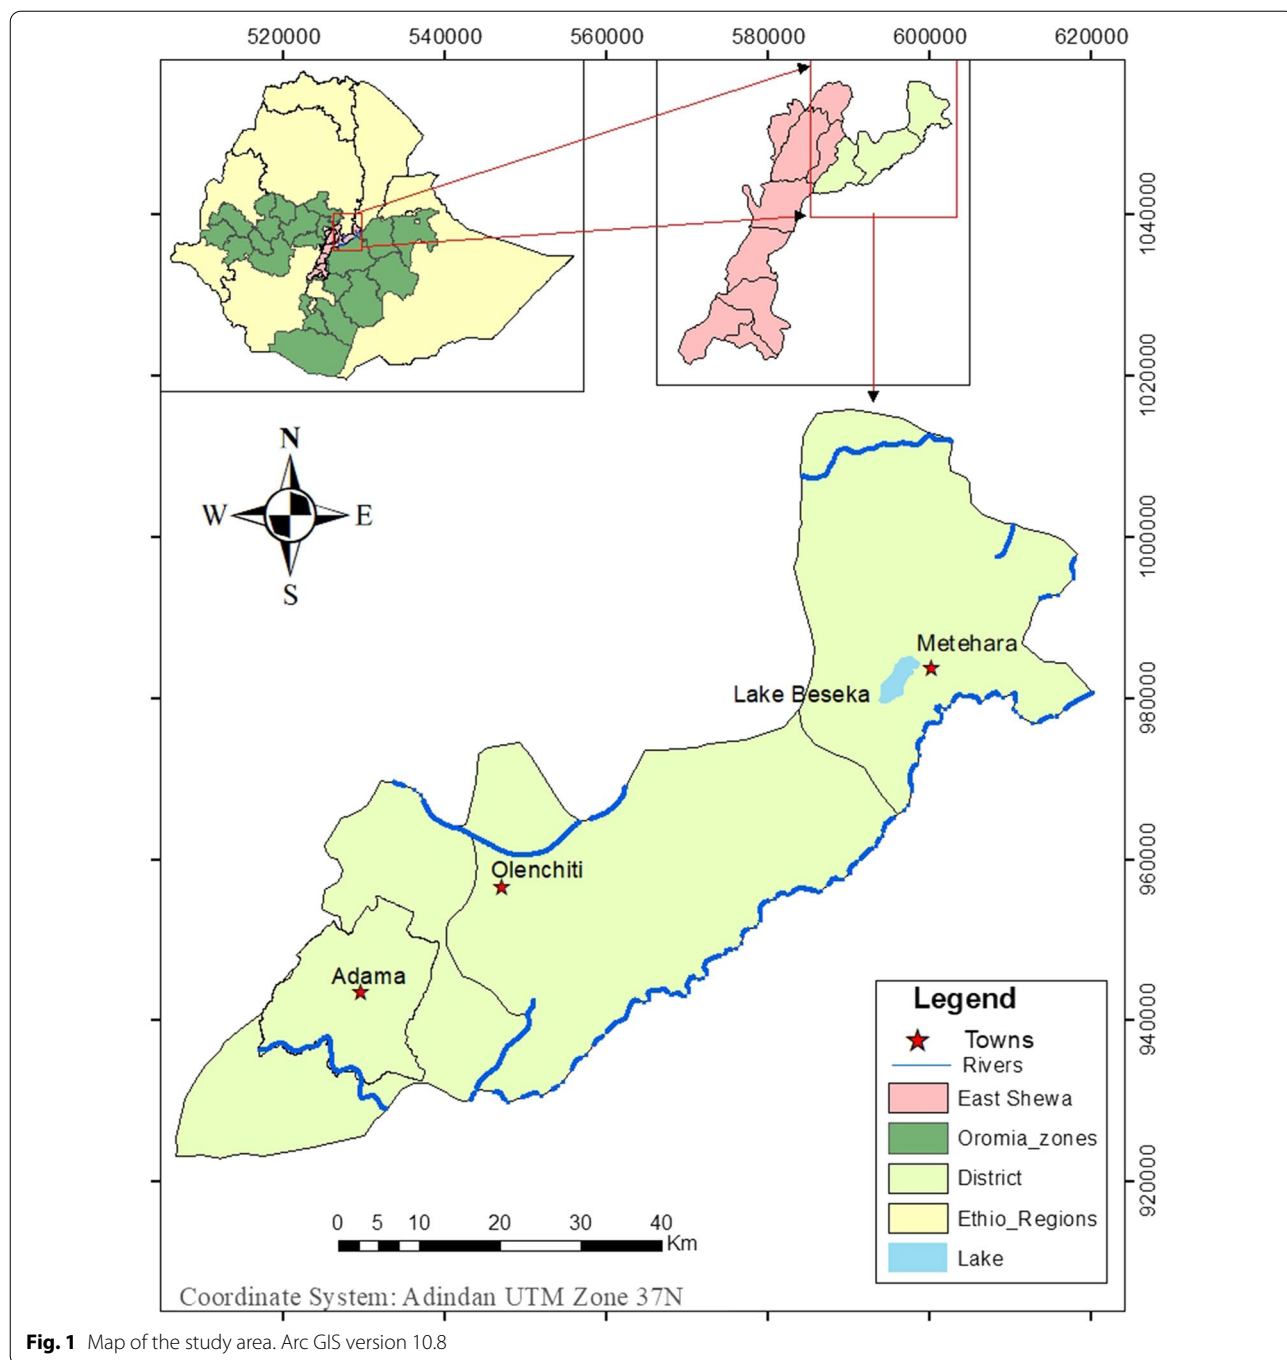 520000 540000 560000 580000 600000 620000
1040000
1020000
1000000
980000
960000
940000
920000
N
W E
S
Metehara
Lake Beseka
Olenchiti
Adama
Legend
Towns
Rivers
East Shewa
Oromia_zones
District
Ethio_Regions
Lake
0 5 10 20 30 40
Km
Coordinate System: Adindan UTM Zone 37N
Fig. 1 Map of the study area. Arc GIS version 10.8